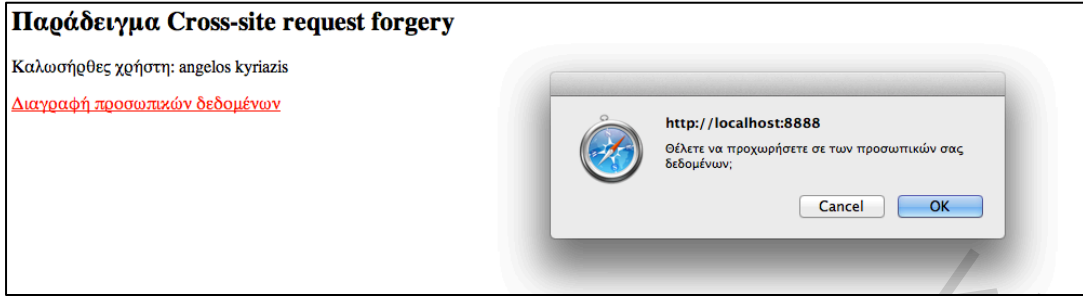 Παράδειγμα Cross-site request forgery
Καλωσήρθες χρήστη: angelos kyriazis
Διαγραφή προσωπικών δεδομένων
http://localhost:8888
Θέλετε να προχωρήσετε σε των προσωπικών σας
δεδομένων;
Cancel
OK